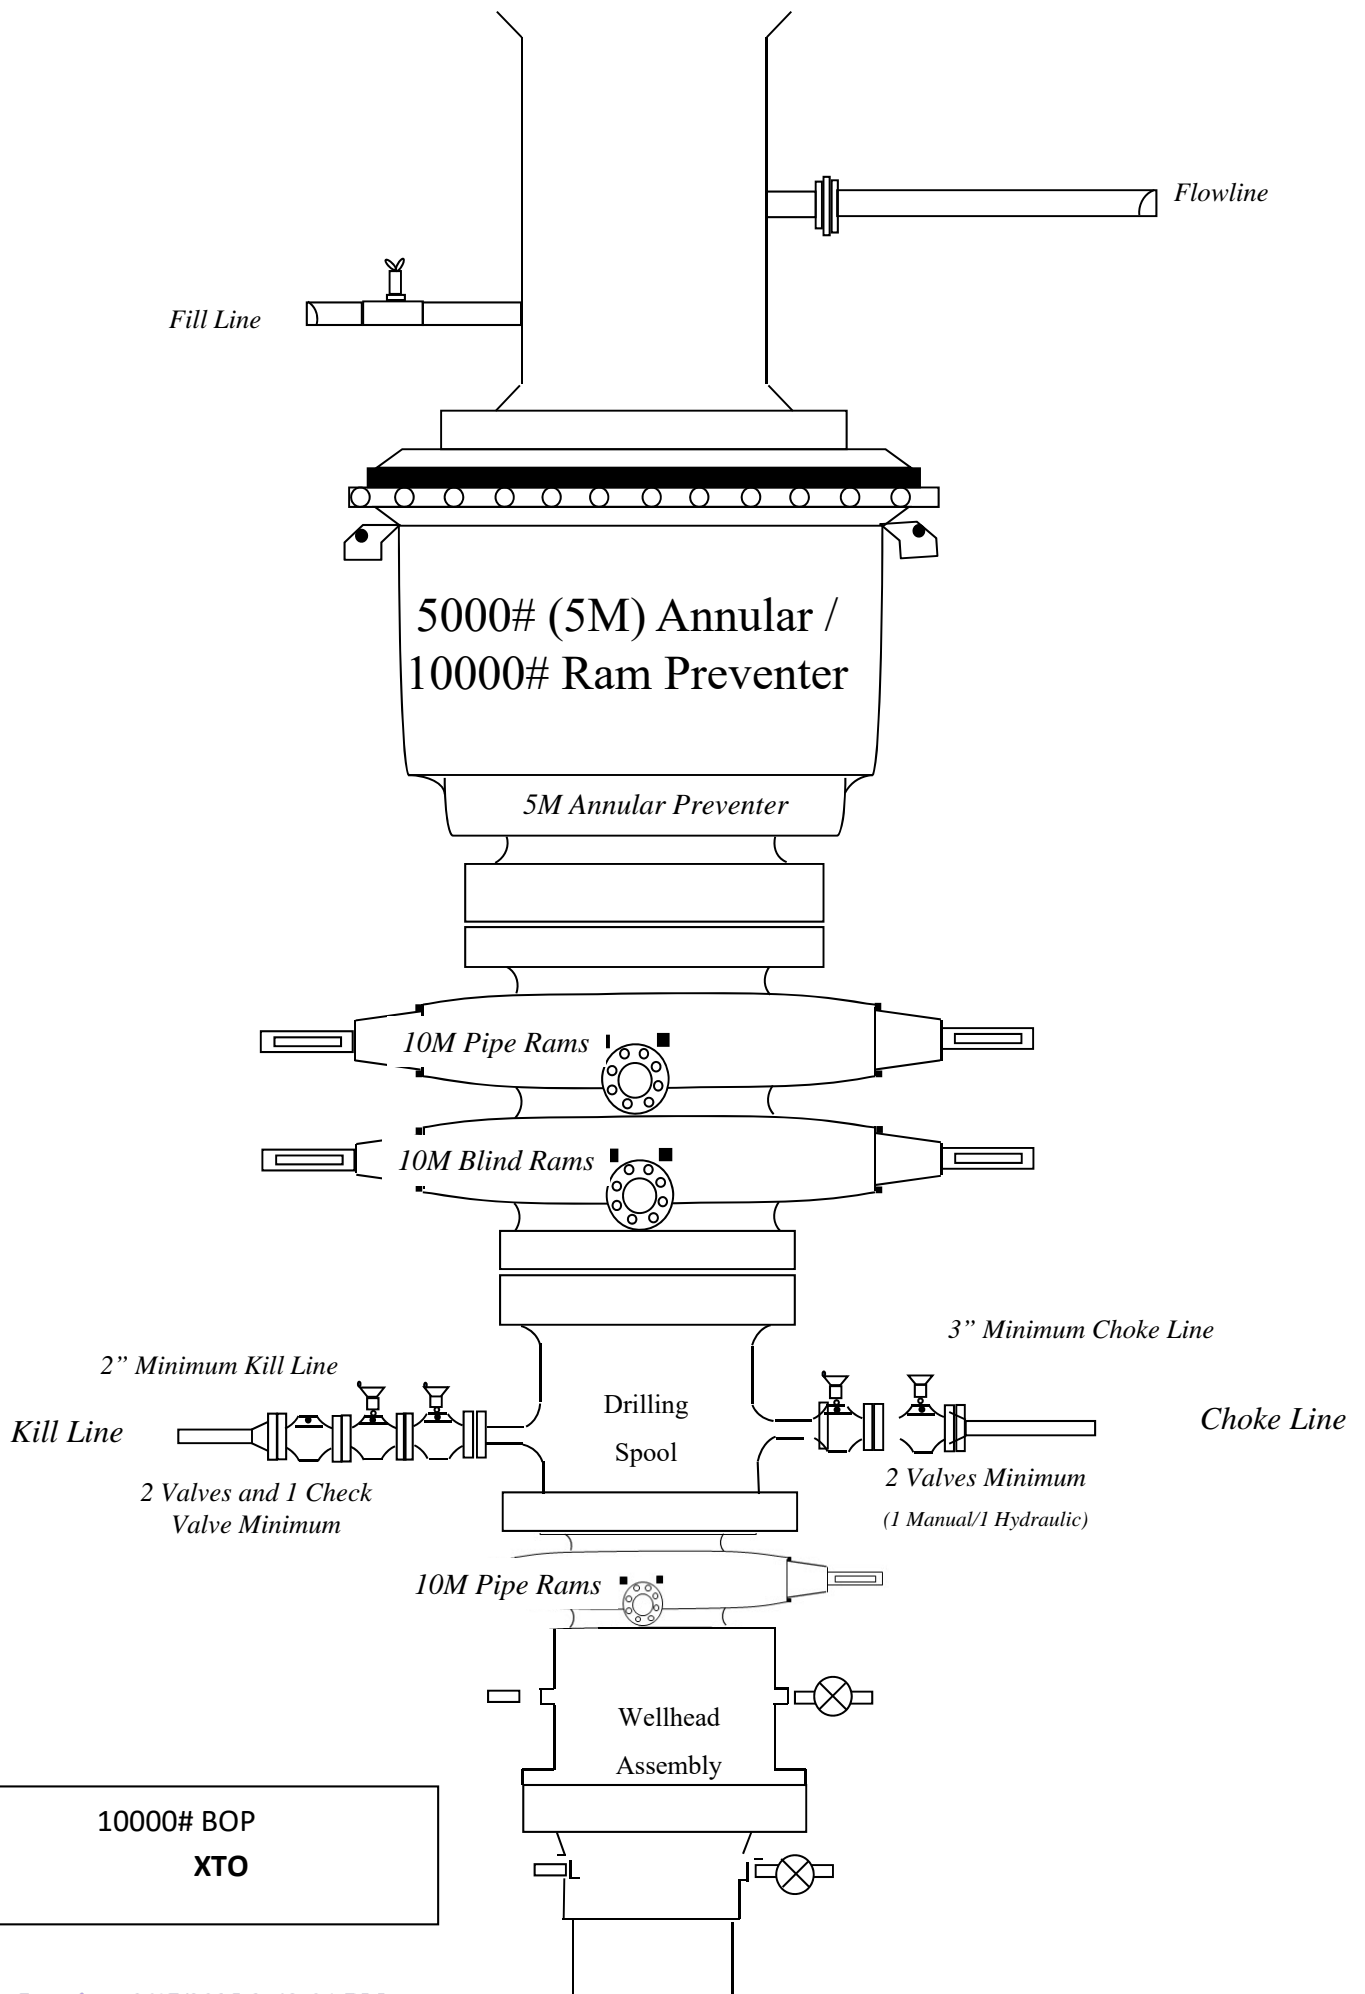 Flowline
Fill Line
5000# (5M) Annular /
10000# Ram Preventer
5M Annular Preventer
10M Pipe Rams
10M Blind Rams
3” Minimum Choke Line
2” Minimum Kill Line
Drilling
Spool
Kill Line
Choke Line
2 Valves and 1 Check
Valve Minimum
2 Valves Minimum
(1 Manual/1 Hydraulic)
10M Pipe Rams
Wellhead
Assembly
10000# BOP
XTO